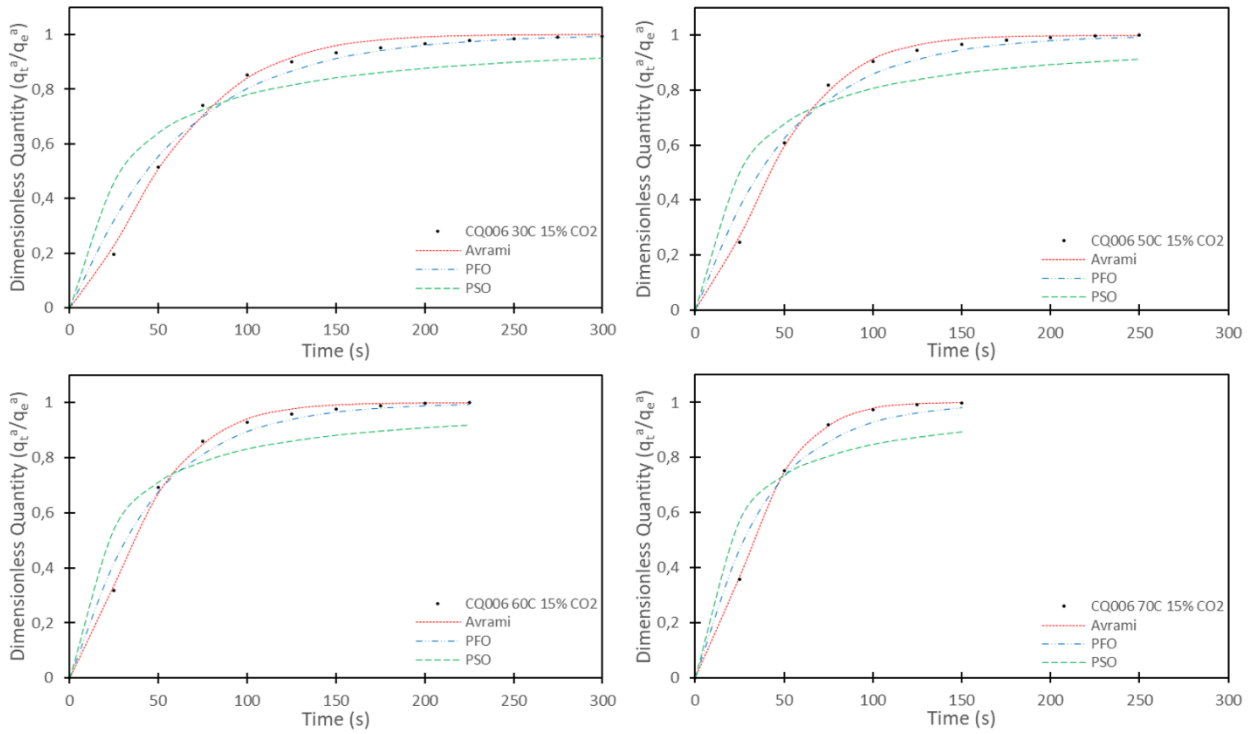 Dimensionless Quantity (qtᵃ/qeᵃ)
1
0,8
0,6
0,4
0,2
0
CQ006 30C 15% CO2
Avrami
PFO
PSO
0 50 100 150 200 250 300
Time (s)
Dimensionless Quantity (qtᵃ/qeᵃ)
1
0,8
0,6
0,4
0,2
0
CQ006 50C 15% CO2
Avrami
PFO
PSO
0 50 100 150 200 250 300
Time (s)
Dimensionless Quantity (qtᵃ/qeᵃ)
1
0,8
0,6
0,4
0,2
0
CQ006 60C 15% CO2
Avrami
PFO
PSO
0 50 100 150 200 250 300
Time (s)
Dimensionless Quantity (qtᵃ/qeᵃ)
1
0,8
0,6
0,4
0,2
0
CQ006 70C 15% CO2
Avrami
PFO
PSO
0 50 100 150 200 250 300
Time (s)